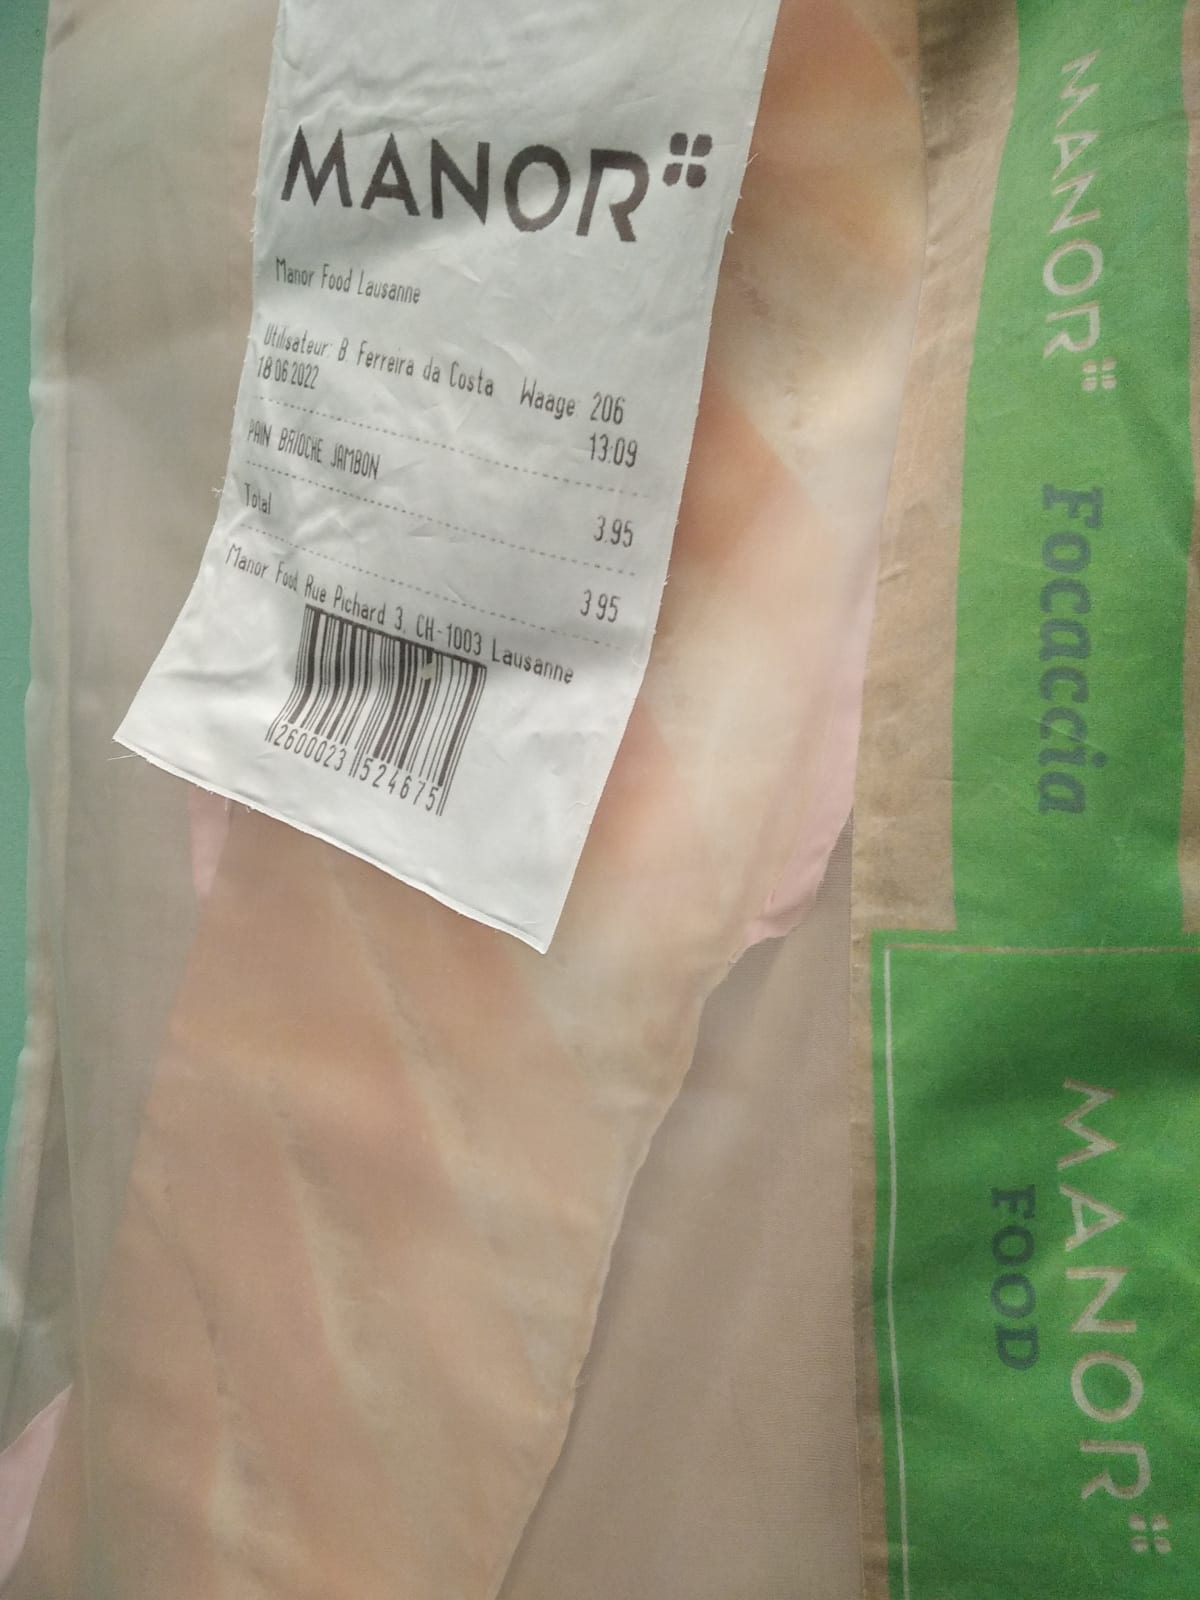 MANOR
Manor Food Lausanne
Utilisateur: B. Ferreira da Costa Waage: 206
18.06.2022 13:09
PAIN BRIOCHE JAMBON
3.95
Total
3.95
Manor Food, Rue Pichard 3, CH-1003 Lausanne
2600023 524675
MANOR
Focaccia
MANOR
FOOD